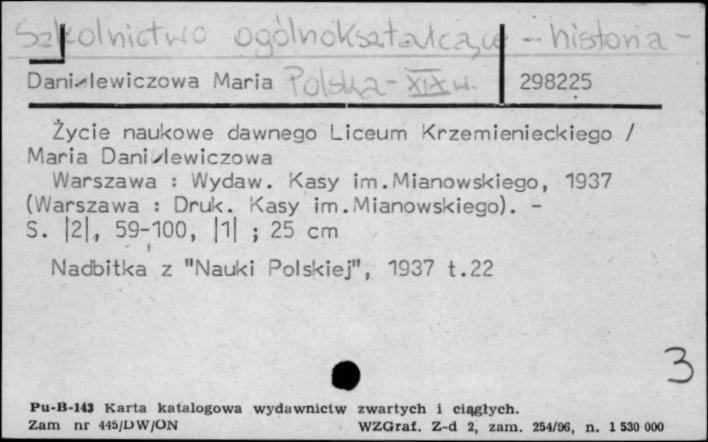 Szkolnictwo ogólnokształcące - historia -
Danilewiczowa Maria Polska - XIX w. 298225
Życie naukowe dawnego Liceum Krzemienieckiego /
Maria Danilewiczowa
Warszawa : Wydaw. Kasy im.Mianowskiego, 1937
(Warszawa : Druk. Kasy im.Mianowskiego). -
S. |2|, 59-100, |1| ; 25 cm
Nadbitka z "Nauki Polskiej", 1937 t.22
3
Pu-B-143 Karta katalogowa wydawnictw zwartych i ciągłych.
Zam nr 445/DW/ON WZGraf. Z-d 2, zam. 254/96, n. 1 530 000